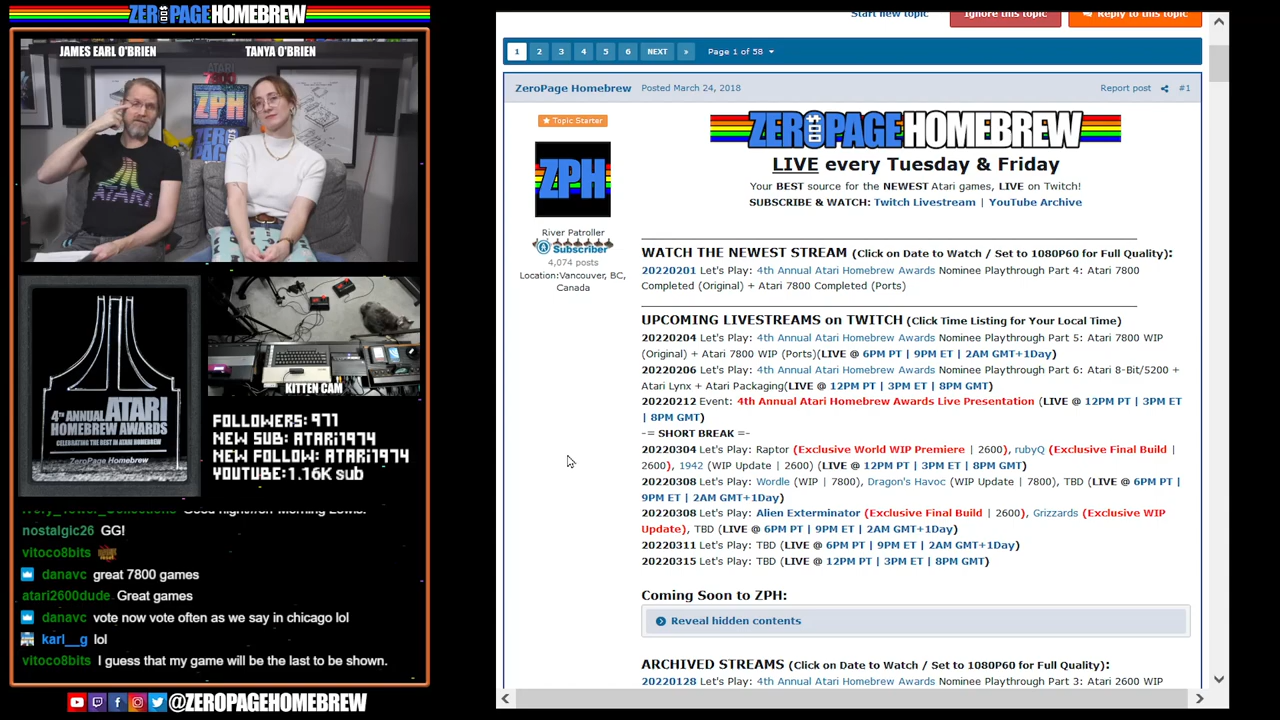 ZEROPAGE HOMEBREW
JAMES EARL O'BRIEN
TANYA O'BRIEN
ATARI
7800
ZPH
ATARI
4TH ANNUAL ATARI
HOMEBREW AWARDS
CELEBRATING THE BEST IN ATARI HOMEBREW
ZeroPage Homebrew
KITTEN CAM
FOLLOWERS: 971
NEW SUB: ATARI1974
NEW FOLLOW: ATARI1974
YOUTUBE:1.16K sub
nostalgic26 GG!
vitoco8bits
danavc great 7800 games
atari2600dude Great games
danavc vote now vote often as we say in chicago lol
karl__g lol
vitoco8bits I guess that my game will be the last to be shown.
@ZEROPAGEHOMEBREW
Start new topic
Ignore this topic
Reply to this topic
1 2 3 4 5 6 NEXT » Page 1 of 58
ZeroPage Homebrew Posted March 24, 2018
Report post #1
Topic Starter
ZPH
River Patroller
Subscriber
4,074 posts
Location:Vancouver, BC,
Canada
ZEROPAGE HOMEBREW
LIVE every Tuesday & Friday
Your BEST source for the NEWEST Atari games, LIVE on Twitch!
SUBSCRIBE & WATCH: Twitch Livestream | YouTube Archive
WATCH THE NEWEST STREAM (Click on Date to Watch / Set to 1080P60 for Full Quality):
20220201 Let's Play: 4th Annual Atari Homebrew Awards Nominee Playthrough Part 4: Atari 7800
Completed (Original) + Atari 7800 Completed (Ports)
UPCOMING LIVESTREAMS on TWITCH (Click Time Listing for Your Local Time)
20220204 Let's Play: 4th Annual Atari Homebrew Awards Nominee Playthrough Part 5: Atari 7800 WIP
(Original) + Atari 7800 WIP (Ports)(LIVE @ 6PM PT | 9PM ET | 2AM GMT+1Day)
20220206 Let's Play: 4th Annual Atari Homebrew Awards Nominee Playthrough Part 6: Atari 8-Bit/5200 +
Atari Lynx + Atari Packaging(LIVE @ 12PM PT | 3PM ET | 8PM GMT)
20220212 Event: 4th Annual Atari Homebrew Awards Live Presentation (LIVE @ 12PM PT | 3PM ET
| 8PM GMT)
-= SHORT BREAK =-
20220304 Let's Play: Raptor (Exclusive World WIP Premiere | 2600), rubyQ (Exclusive Final Build |
2600), 1942 (WIP Update | 2600) (LIVE @ 12PM PT | 3PM ET | 8PM GMT)
20220308 Let's Play: Wordle (WIP | 7800), Dragon's Havoc (WIP Update | 7800), TBD (LIVE @ 6PM PT |
9PM ET | 2AM GMT+1Day)
20220308 Let's Play: Alien Exterminator (Exclusive Final Build | 2600), Grizzards (Exclusive WIP
Update), TBD (LIVE @ 6PM PT | 9PM ET | 2AM GMT+1Day)
20220311 Let's Play: TBD (LIVE @ 6PM PT | 9PM ET | 2AM GMT+1Day)
20220315 Let's Play: TBD (LIVE @ 12PM PT | 3PM ET | 8PM GMT)
Coming Soon to ZPH:
Reveal hidden contents
ARCHIVED STREAMS (Click on Date to Watch / Set to 1080P60 for Full Quality):
20220128 Let's Play: 4th Annual Atari Homebrew Awards Nominee Playthrough Part 3: Atari 2600 WIP